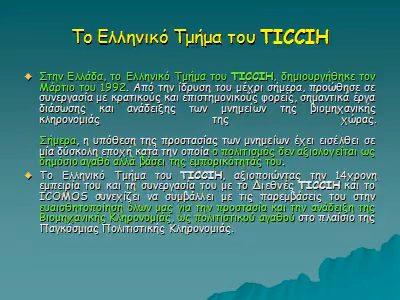 Το Ελληνικό Τμήμα του TICCIH
Στην Ελλάδα, το Ελληνικό Τμήμα του TICCIH, δημιουργήθηκε τον
Μάρτιο του 1992. Από την ίδρυση του μέχρι σήμερα, προώθησε σε
συνεργασία με κρατικούς και επιστημονικούς φορείς, σημαντικά έργα
διάσωσης και ανάδειξης των μνημείων της βιομηχανικής
κληρονομιάς της χώρας.
Σήμερα, η υπόθεση της προστασίας των μνημείων έχει εισέλθει σε
μία δύσκολη εποχή κατά την οποία ο πολιτισμός δεν αξιολογείται ως
δημόσιο αγαθό αλλά βάσει της εμπορικότητάς του.
Το Ελληνικό Τμήμα του TICCIH, αξιοποιώντας την 14χρονη
εμπειρία του και τη συνεργασία του με το Διεθνές TICCIH και το
ICOMOS συνεχίζει να συμβάλλει με τις παρεμβάσεις του στην
ευαισθητοποίηση όλων μας για την προστασία και την ανάδειξη της
Βιομηχανικής Κληρονομιάς, ως πολιτιστικού αγαθού στο πλαίσιο της
Παγκόσμιας Πολιτιστικής Κληρονομιάς.